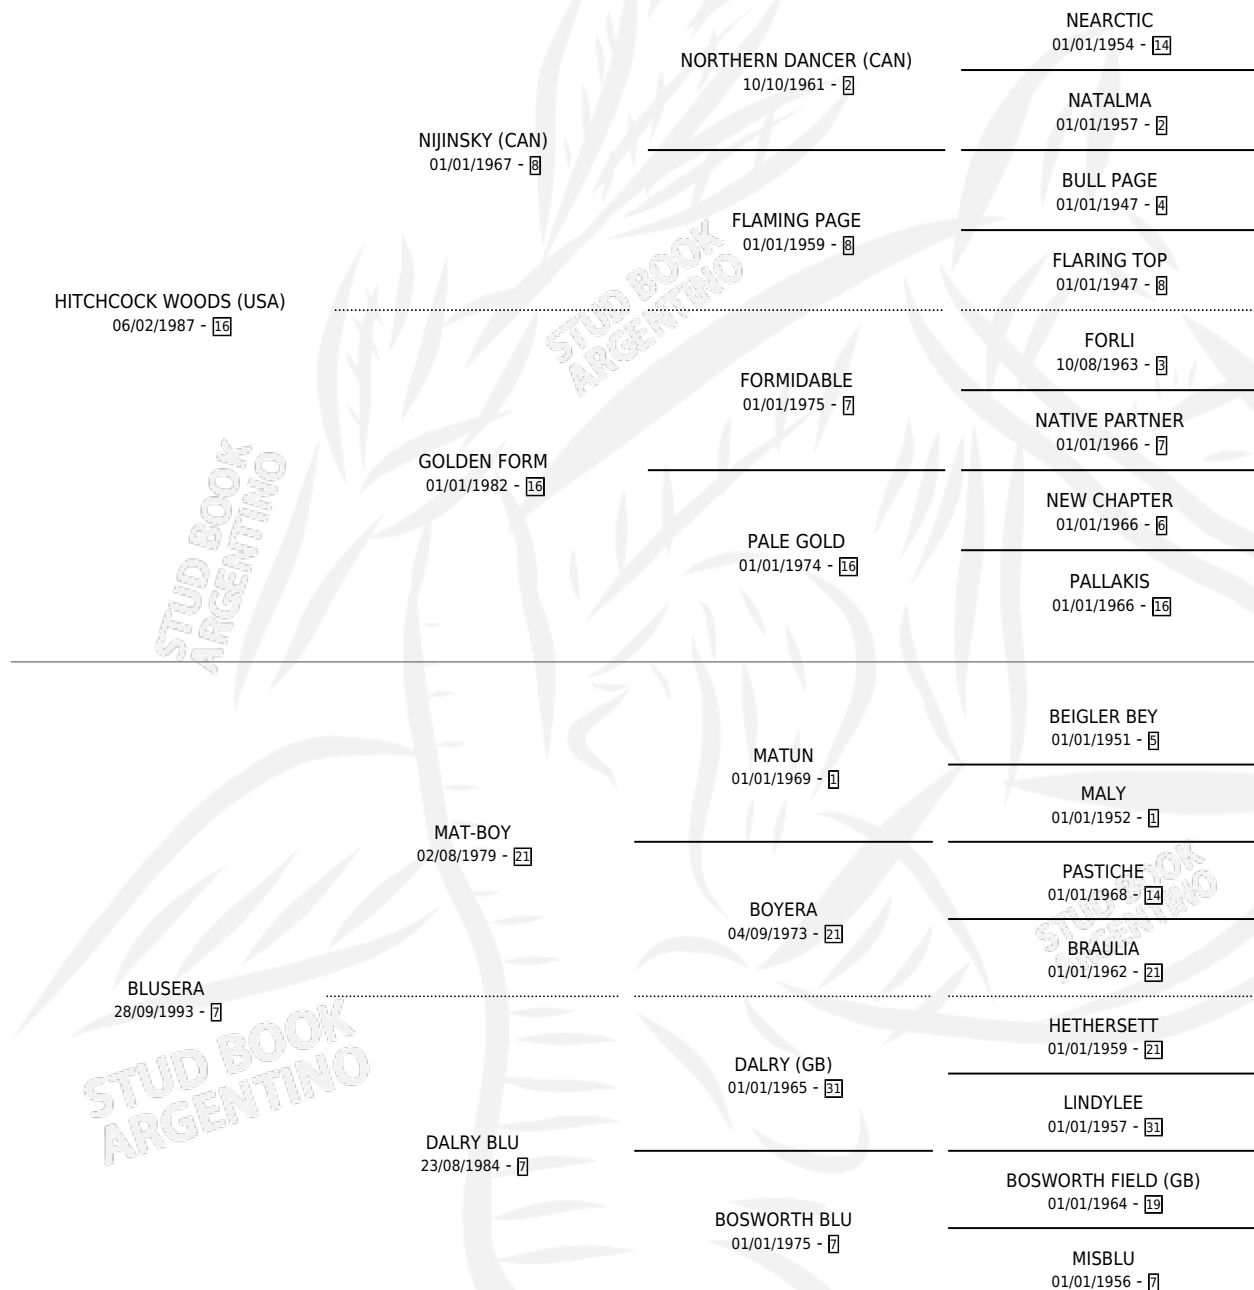 NEARCTIC
01/01/1954 - 14
NORTHERN DANCER (CAN)
10/10/1961 - 2
NATALMA
01/01/1957 - 2
NIJINSKY (CAN)
01/01/1967 - 8
BULL PAGE
01/01/1947 - 4
FLAMING PAGE
01/01/1959 - 8
FLARING TOP
01/01/1947 - 8
STUD BOOK
ARGENTINO
HITCHCOCK WOODS (USA)
06/02/1987 - 16
FORLI
10/08/1963 - 3
FORMIDABLE
01/01/1975 - 7
NATIVE PARTNER
01/01/1966 - 7
GOLDEN FORM
01/01/1982 - 16
NEW CHAPTER
01/01/1966 - 6
PALE GOLD
01/01/1974 - 16
PALLAKIS
01/01/1966 - 16
STUD BOOK
ARGENTINO
BEIGLER BEY
01/01/1951 - 5
MATUN
01/01/1969 - 1
MALY
01/01/1952 - 1
MAT-BOY
02/08/1979 - 21
PASTICHE
01/01/1968 - 14
BOYERA
04/09/1973 - 21
BRAULIA
01/01/1962 - 21
STUD BOOK
ARGENTINO
BLUSERA
28/09/1993 - 7
HETHERSETT
01/01/1959 - 21
DALRY (GB)
01/01/1965 - 31
LINDYLEE
01/01/1957 - 31
DALRY BLU
23/08/1984 - 7
BOSWORTH FIELD (GB)
01/01/1964 - 19
BOSWORTH BLU
01/01/1975 - 7
MISBLU
01/01/1956 - 7
STUD BOOK
ARGENTINO